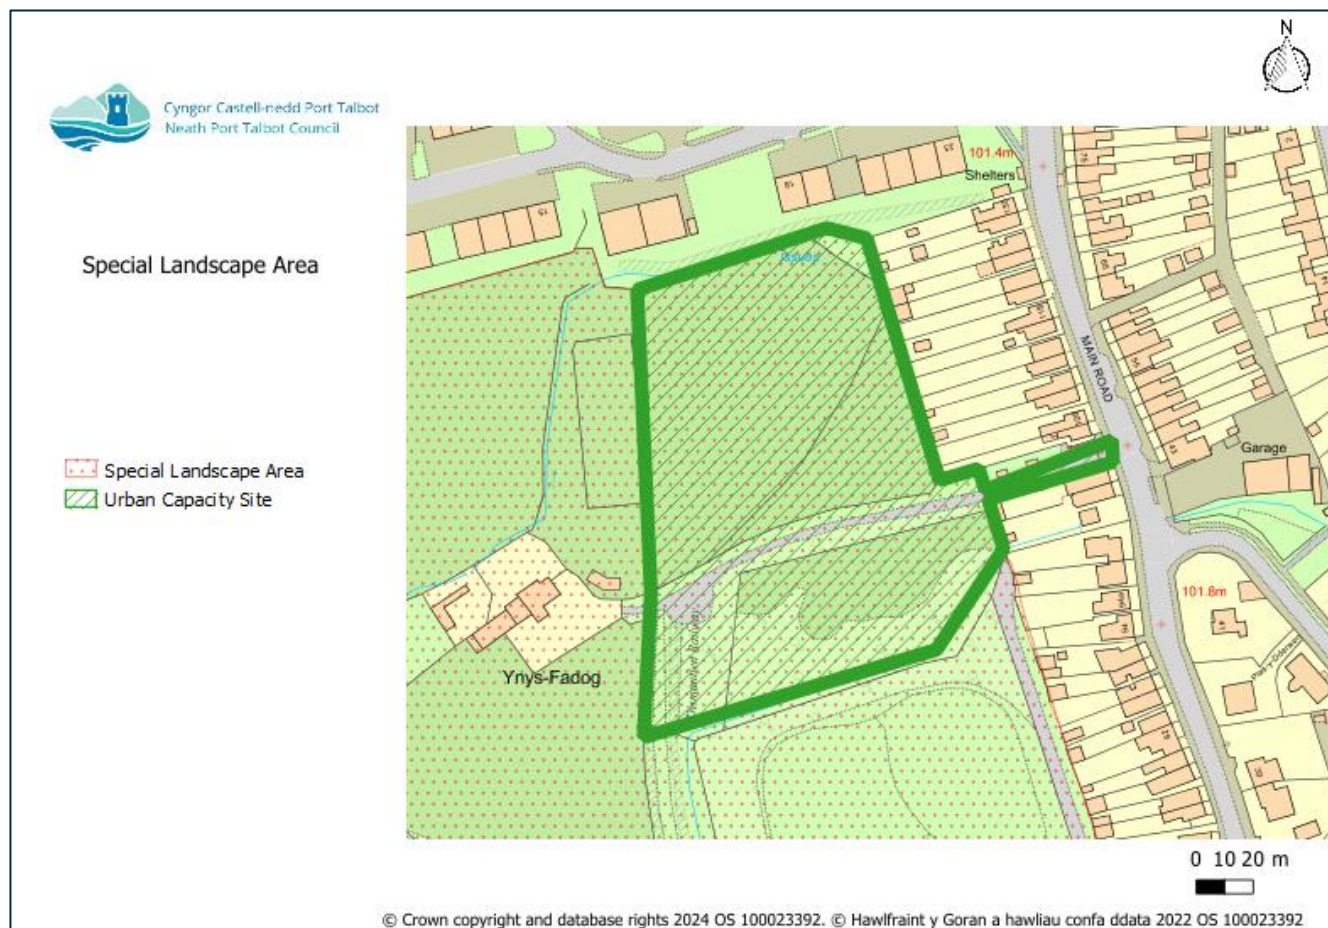 N
Cyngor Castell-nedd Port Talbot
Neath Port Talbot Council
Special Landscape Area
Special Landscape Area
Urban Capacity Site
101.4m
Shelters
MAIN ROAD
Garage
101.8m
Ynys-Fadog
0 10 20 m
© Crown copyright and database rights 2024 OS 100023392. © Hawlfraint y Goran a hawliau confa ddata 2022 OS 100023392